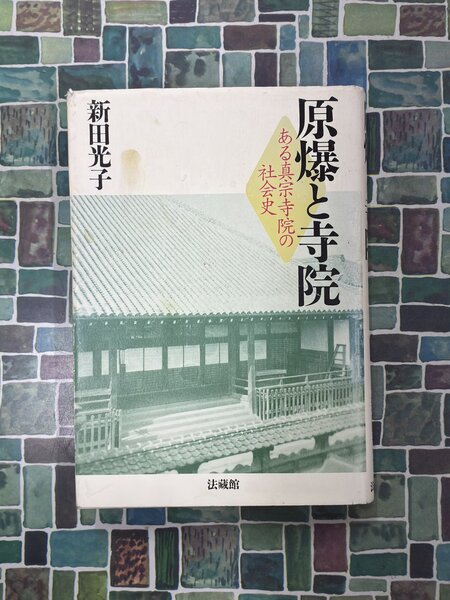 原爆と寺院
ある真宗寺院の
社会史
新田光子
法藏館